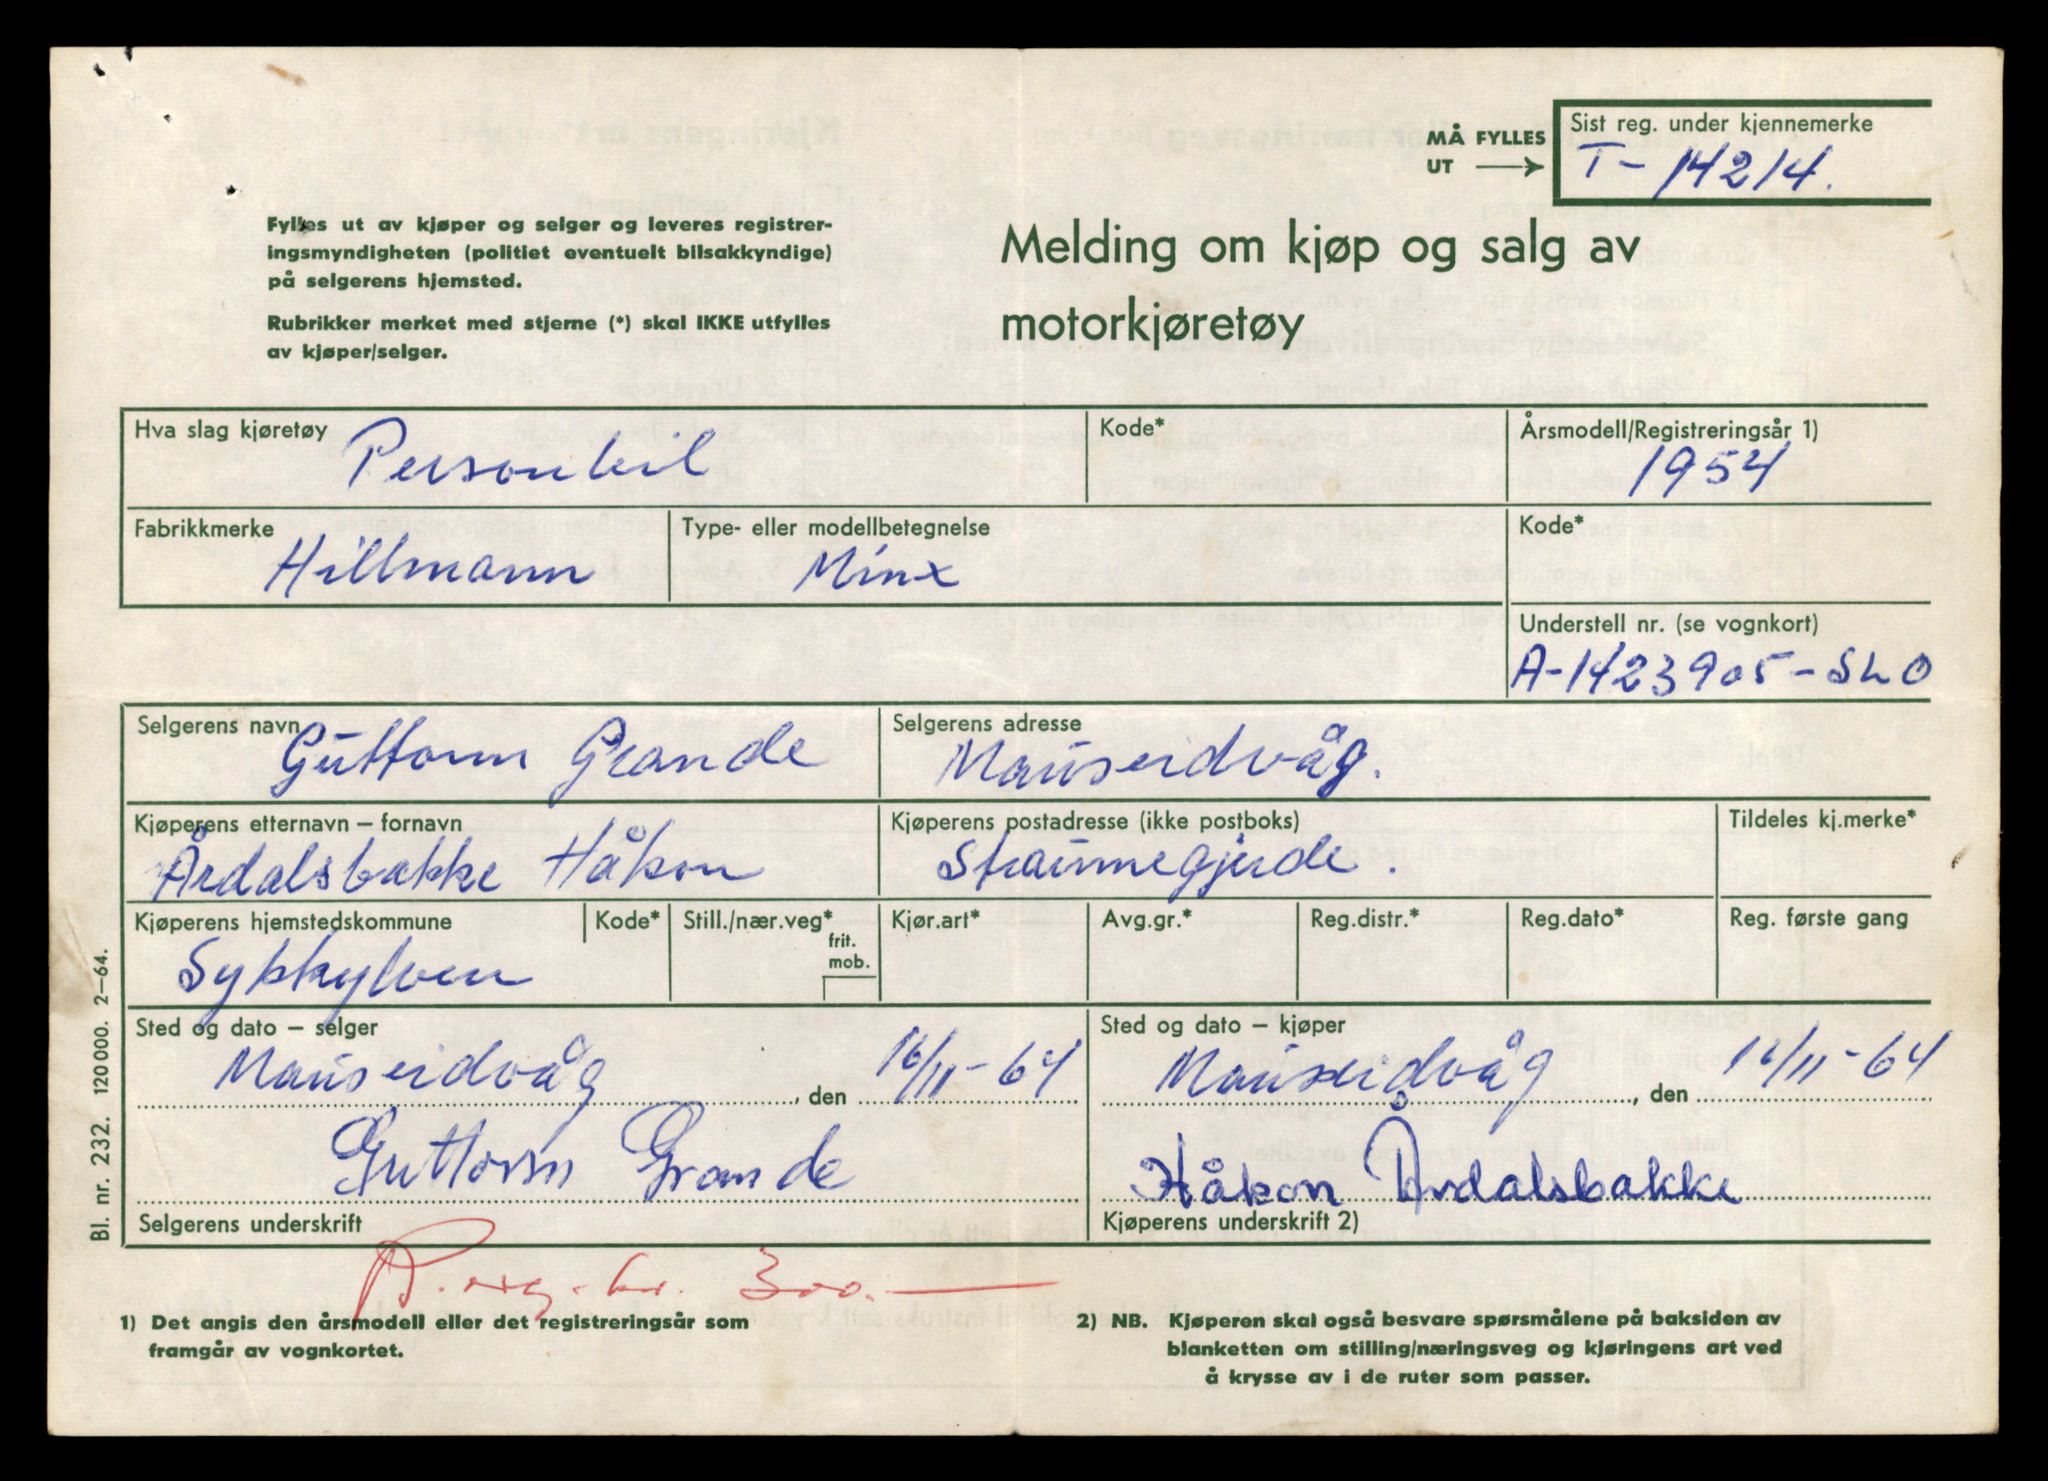 MÅ FYLLES
UT
Sist reg. under kjennemerke
T- 14214.
Fylles ut av kjøper og selger og leveres registrer-
ingsmyndigheten (politiet eventuelt bilsakkyndige)
på selgerens hjemsted.
Rubrikker merket med stjerne (*) skal IKKE utfylles
av kjøper/selger.
Melding om kjøp og salg av
motorkjøretøy
Hva slag kjøretøy
Personbil
Kode*
Årsmodell/Registreringsår 1)
1954
Fabrikkmerke
Hillmann
Type- eller modellbetegnelse
Minx
Kode*
Understell nr. (se vognkort)
A-1423905-SLO
Selgerens navn
Guttorm Grande
Selgerens adresse
Mauseidvåg.
Kjøperens etternavn – fornavn
Årdalsbakke Håkon
Kjøperens postadresse (ikke postboks)
Straumegjerde.
Tildeles kj.merke*
Kjøperens hjemstedskommune
Sykkylven
Kode*
Still./nær.veg*
frit.
mob.
Kjør.art*
Avg.gr.*
Reg.distr.*
Reg.dato*
Reg. første gang
Sted og dato – selger
Mauseidvåg, den 16/11-64
Guttorm Grande
Selgerens underskrift
Sted og dato – kjøper
Mauseidvåg, den 16/11-64
Håkon Årdalsbakke
Kjøperens underskrift 2)
kr. 300.—
1) Det angis den årsmodell eller det registreringsår som
framgår av vognkortet.
2) NB. Kjøperen skal også besvare spørsmålene på baksiden av
blanketten om stilling/næringsveg og kjøringens art ved
å krysse av i de ruter som passer.
Bl. nr. 232. 120 000. 2–64.